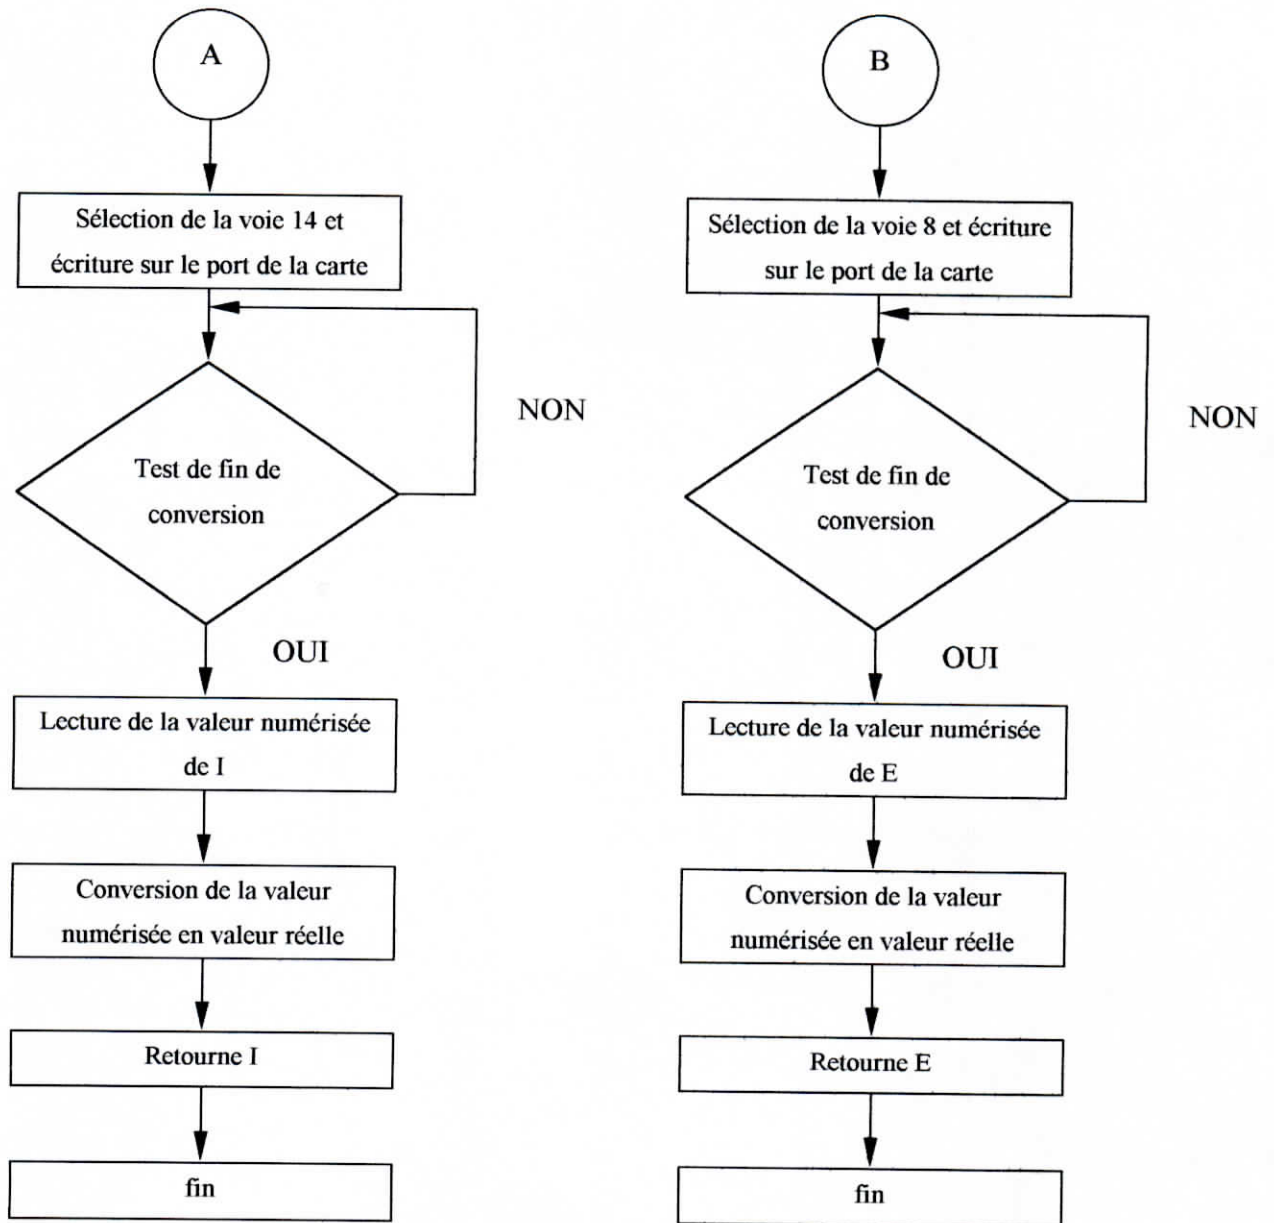 A
Sélection de la voie 14 et
écriture sur le port de la carte
NON
Test de fin de
conversion
OUI
Lecture de la valeur numérisée
de I
Conversion de la valeur
numérisée en valeur réelle
Retourne I
fin
B
Sélection de la voie 8 et écriture
sur le port de la carte
NON
Test de fin de
conversion
OUI
Lecture de la valeur numérisée
de E
Conversion de la valeur
numérisée en valeur réelle
Retourne E
fin